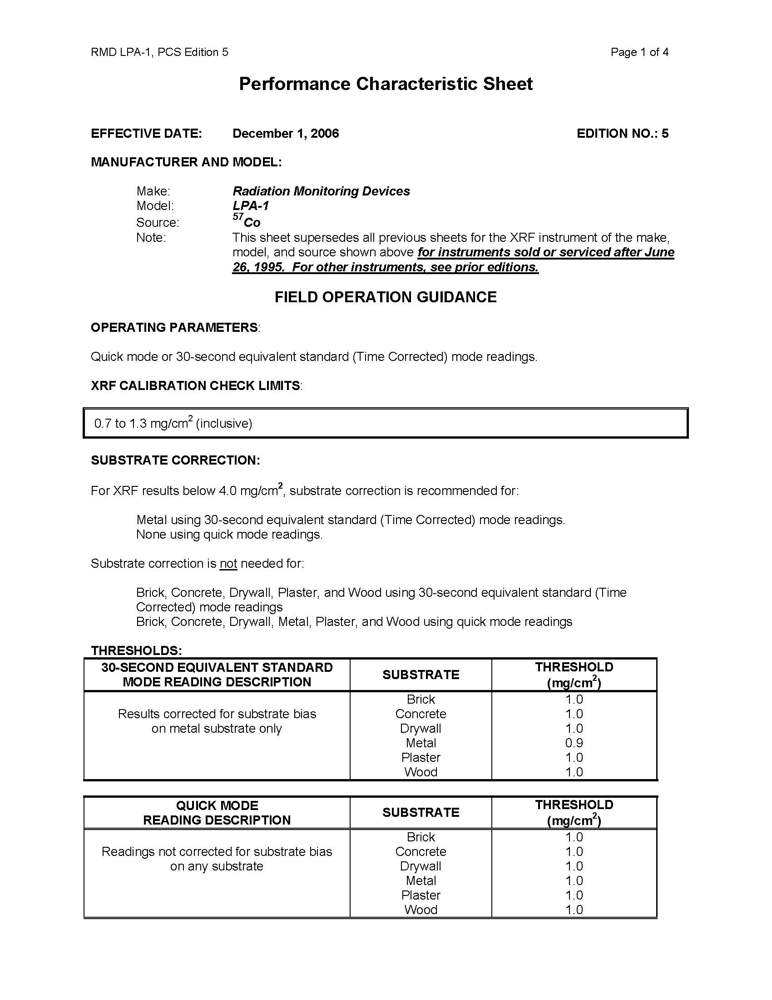 RMD LPA-1, PCS Edition 5 Page 1 of 4
Performance Characteristic Sheet
EFFECTIVE DATE: December 1, 2006 EDITION NO.: 5
MANUFACTURER AND MODEL:
Make: Radiation Monitoring Devices
Model: LPA-1
Source: 57Co
Note: This sheet supersedes all previous sheets for the XRF instrument of the make,
model, and source shown above for instruments sold or serviced after June
26, 1995. For other instruments, see prior editions.
FIELD OPERATION GUIDANCE
OPERATING PARAMETERS:
Quick mode or 30-second equivalent standard (Time Corrected) mode readings.
XRF CALIBRATION CHECK LIMITS:
0.7 to 1.3 mg/cm2 (inclusive)
SUBSTRATE CORRECTION:
For XRF results below 4.0 mg/cm2, substrate correction is recommended for:
Metal using 30-second equivalent standard (Time Corrected) mode readings.
None using quick mode readings.
Substrate correction is not needed for:
Brick, Concrete, Drywall, Plaster, and Wood using 30-second equivalent standard (Time
Corrected) mode readings
Brick, Concrete, Drywall, Metal, Plaster, and Wood using quick mode readings
THRESHOLDS:
30-SECOND EQUIVALENT STANDARD
MODE READING DESCRIPTION
SUBSTRATE
THRESHOLD
(mg/cm2)
Results corrected for substrate bias
on metal substrate only
Brick 1.0
Concrete 1.0
Drywall 1.0
Metal 0.9
Plaster 1.0
Wood 1.0
QUICK MODE
READING DESCRIPTION
SUBSTRATE
THRESHOLD
(mg/cm2)
Readings not corrected for substrate bias
on any substrate
Brick 1.0
Concrete 1.0
Drywall 1.0
Metal 1.0
Plaster 1.0
Wood 1.0